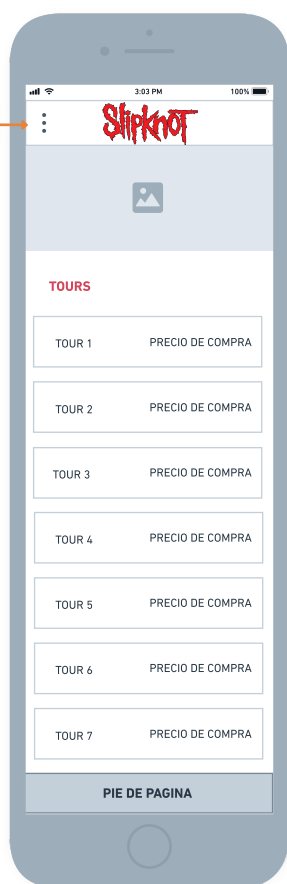 3:03 PM 100%
SlipknoT
TOURS
TOUR 1 PRECIO DE COMPRA
TOUR 2 PRECIO DE COMPRA
TOUR 3 PRECIO DE COMPRA
TOUR 4 PRECIO DE COMPRA
TOUR 5 PRECIO DE COMPRA
TOUR 6 PRECIO DE COMPRA
TOUR 7 PRECIO DE COMPRA
PIE DE PAGINA